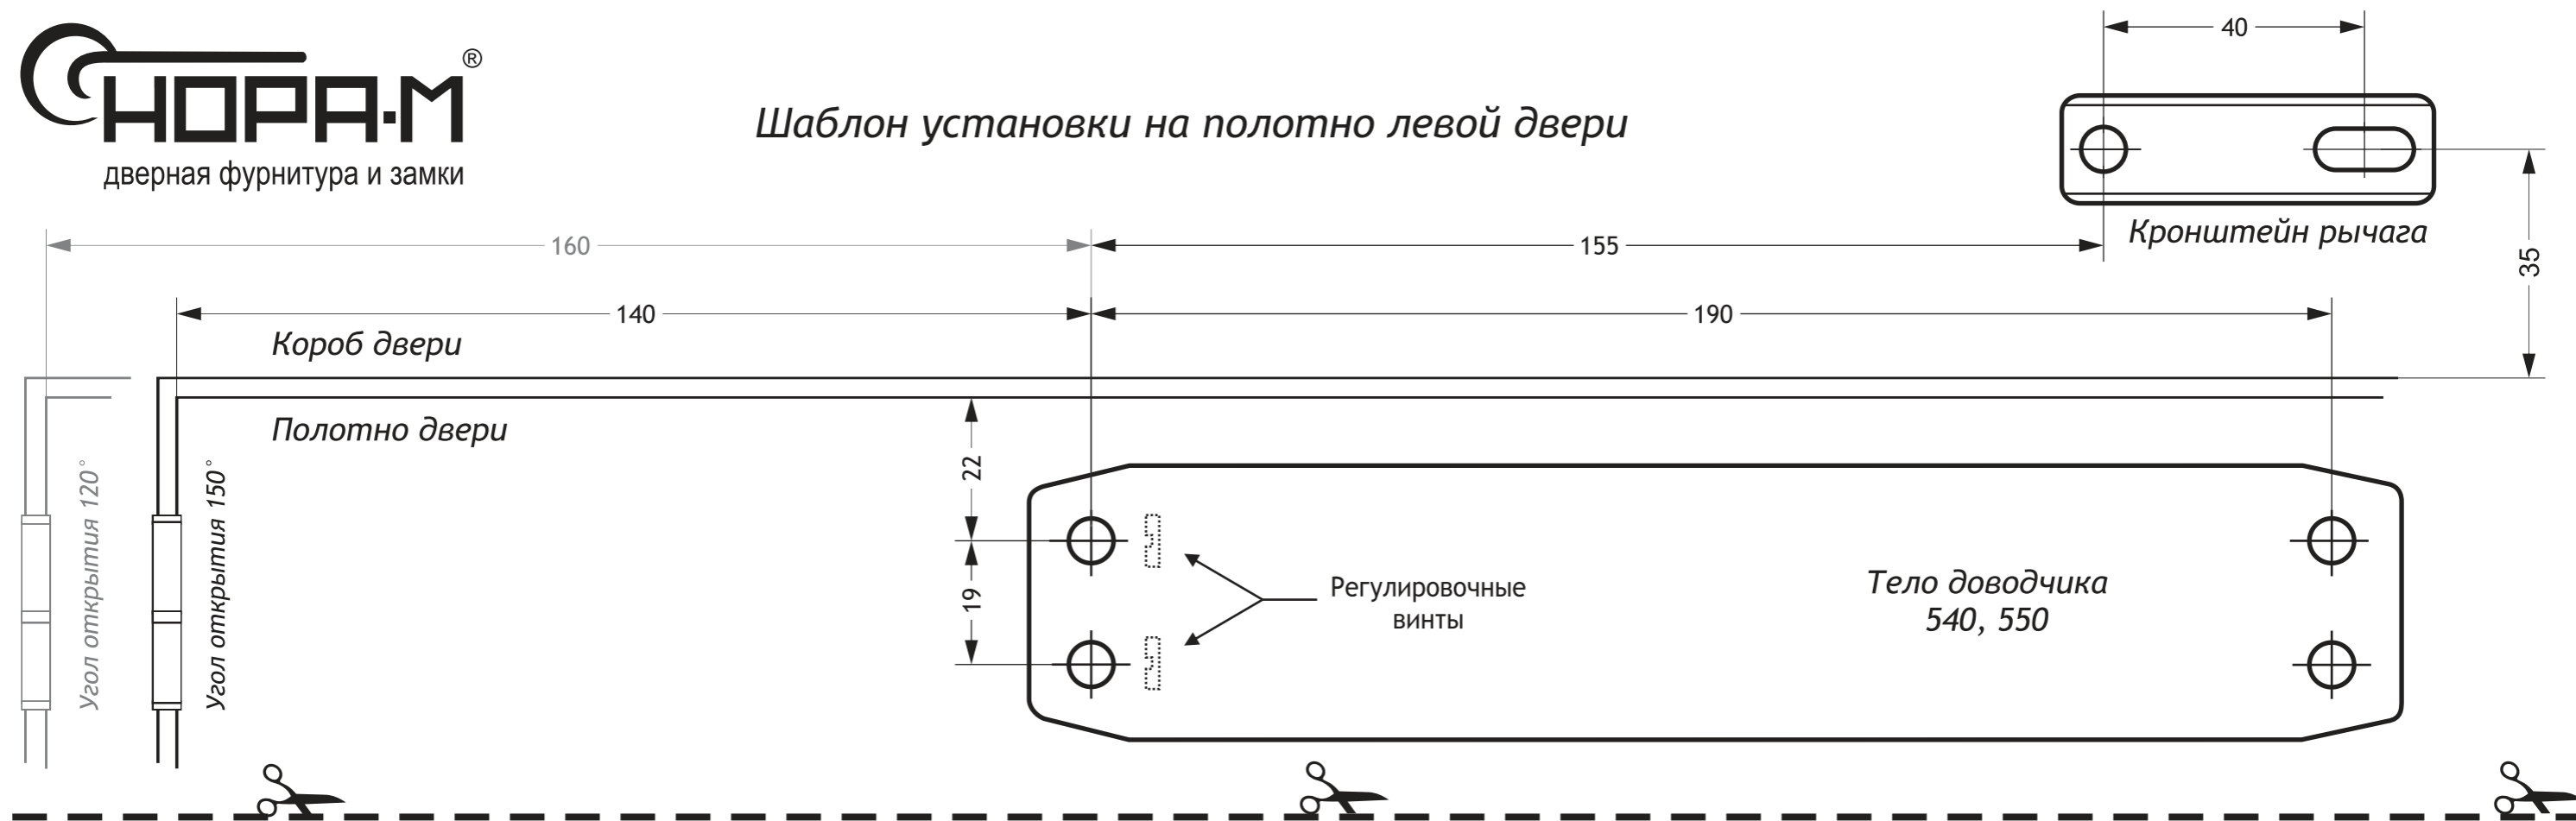 НОРА-М®
дверная фурнитура и замки
Шаблон установки на полотно левой двери
40
Кронштейн рычага
35
160
155
140
190
Короб двери
Полотно двери
Угол открытия 120°
Угол открытия 150°
22
19
Регулировочные
винты
Тело доводчика
540, 550